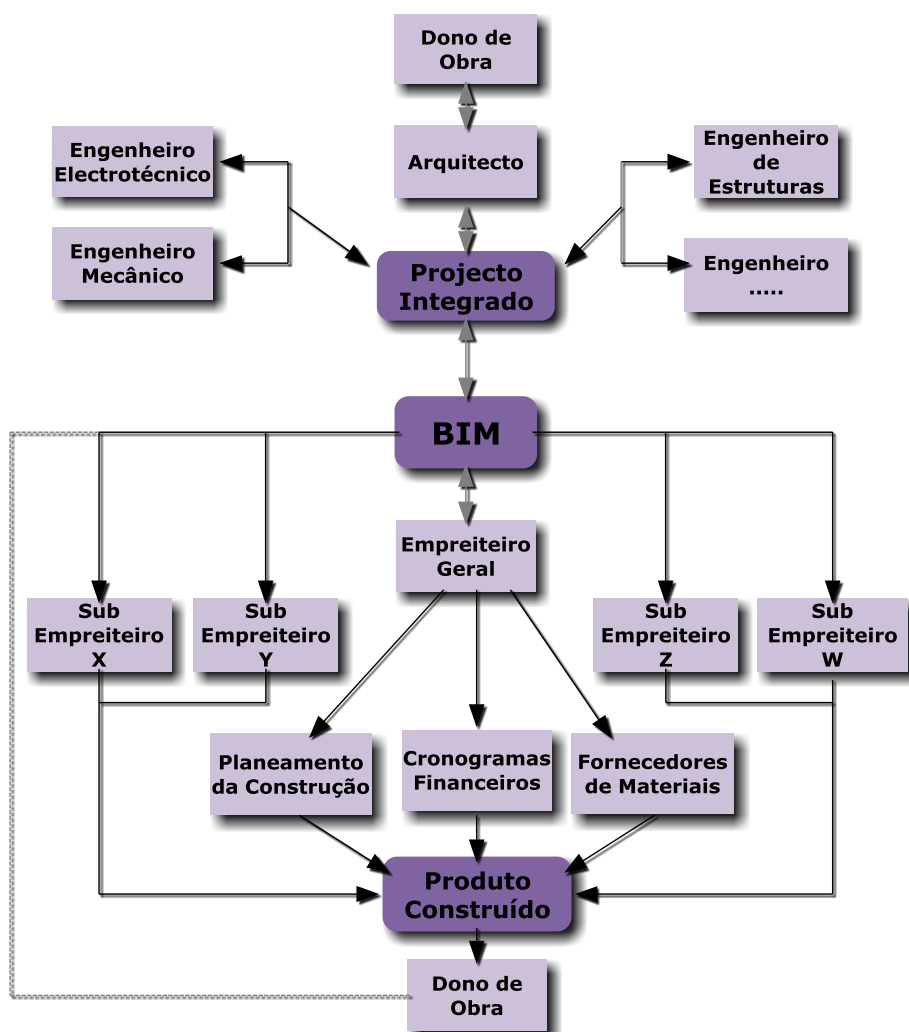 Dono de
Obra
Arquitecto
Engenheiro
Electrotécnico
Engenheiro
de
Estruturas
Engenheiro
Mecânico
Engenheiro
.....
Projecto
Integrado
BIM
Empreiteiro
Geral
Sub
Empreiteiro
X
Sub
Empreiteiro
Y
Sub
Empreiteiro
Z
Sub
Empreiteiro
W
Planeamento
da Construção
Cronogramas
Financeiros
Fornecedores
de Materiais
Produto
Construído
Dono de
Obra